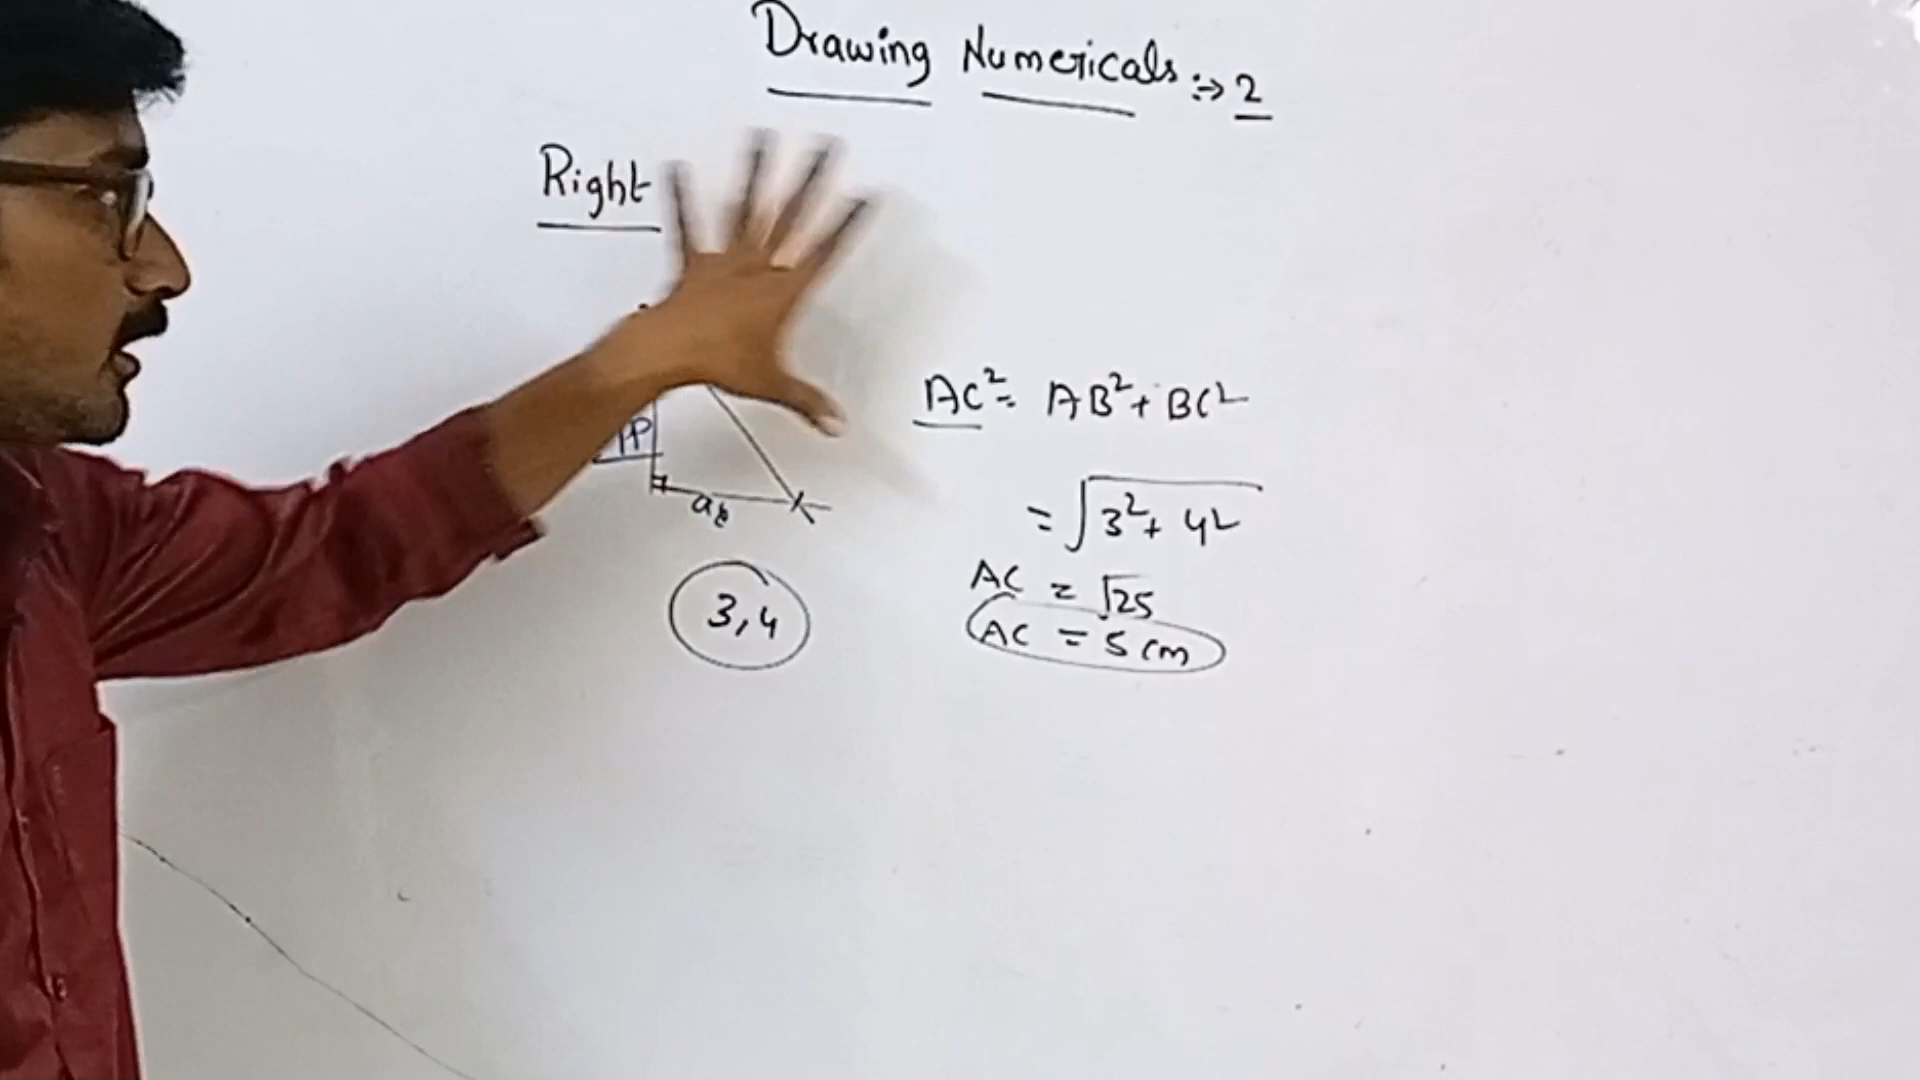 Drawing Numericals :→ 2
Right
AC² = AB² + BC²
= √3² + 4²
AC = √25
AC = 5 cm
3,4